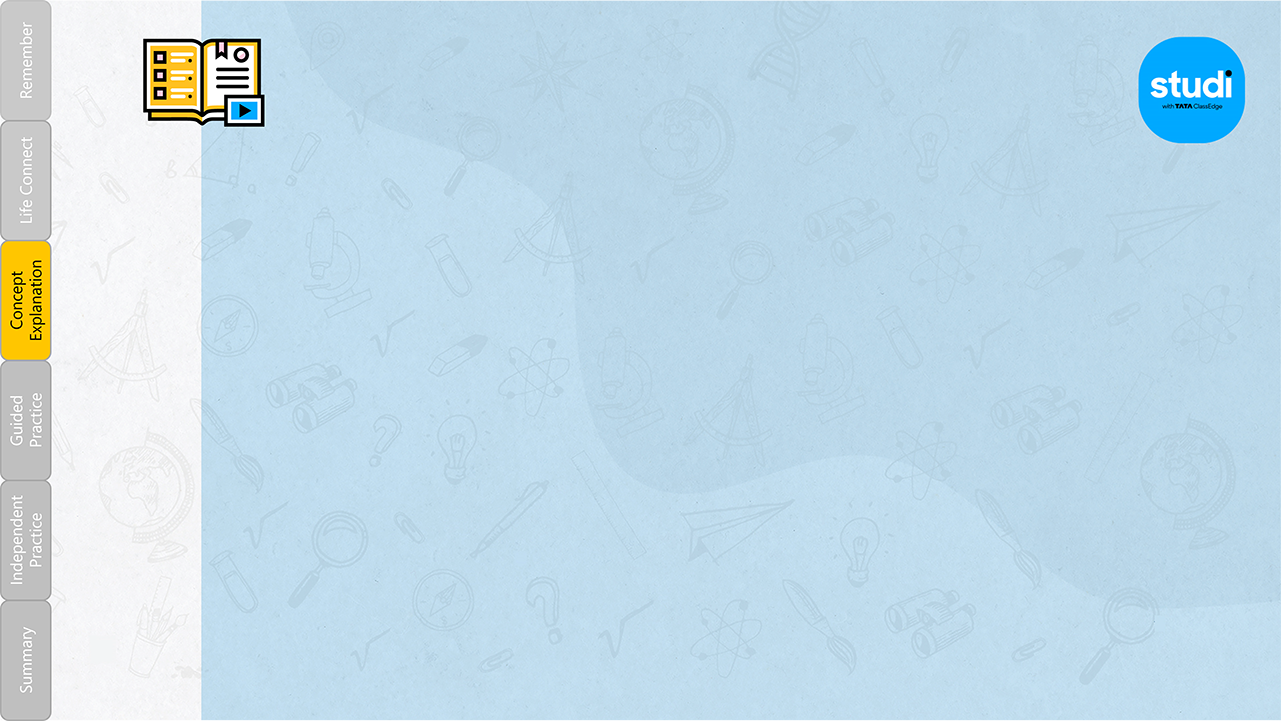 Remember
Life Connect
Concept
Explanation
Guided
Practice
Independent
Practice
Summary
studi
with TATA ClassEdge